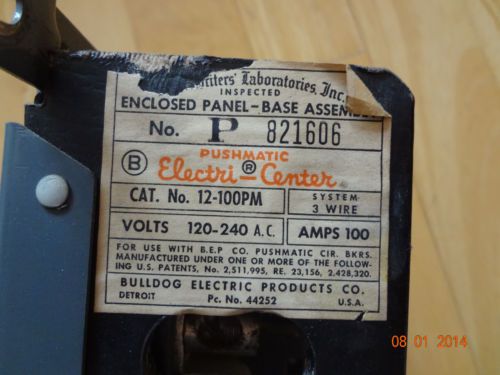 Laboratories, Inc.
INSPECTED
ENCLOSED PANEL-BASE
No. P 821606
B PUSHMATIC
Electri-Center ®
CAT. No. 12-100PM
SYSTEM
3 WIRE
VOLTS 120-240 A.C.
AMPS 100
FOR USE WITH B.E.P CO. PUSHMATIC CIR. BKRS.
MANUFACTURED UNDER ONE OR MORE OF THE FOLLOW-
ING U.S. PATENTS, No. 2,511,995, RE. 23,156, 2,428,320.
BULLDOG ELECTRIC PRODUCTS CO.
DETROIT Pc. No. 44252 U.S.A.
08 01 2014